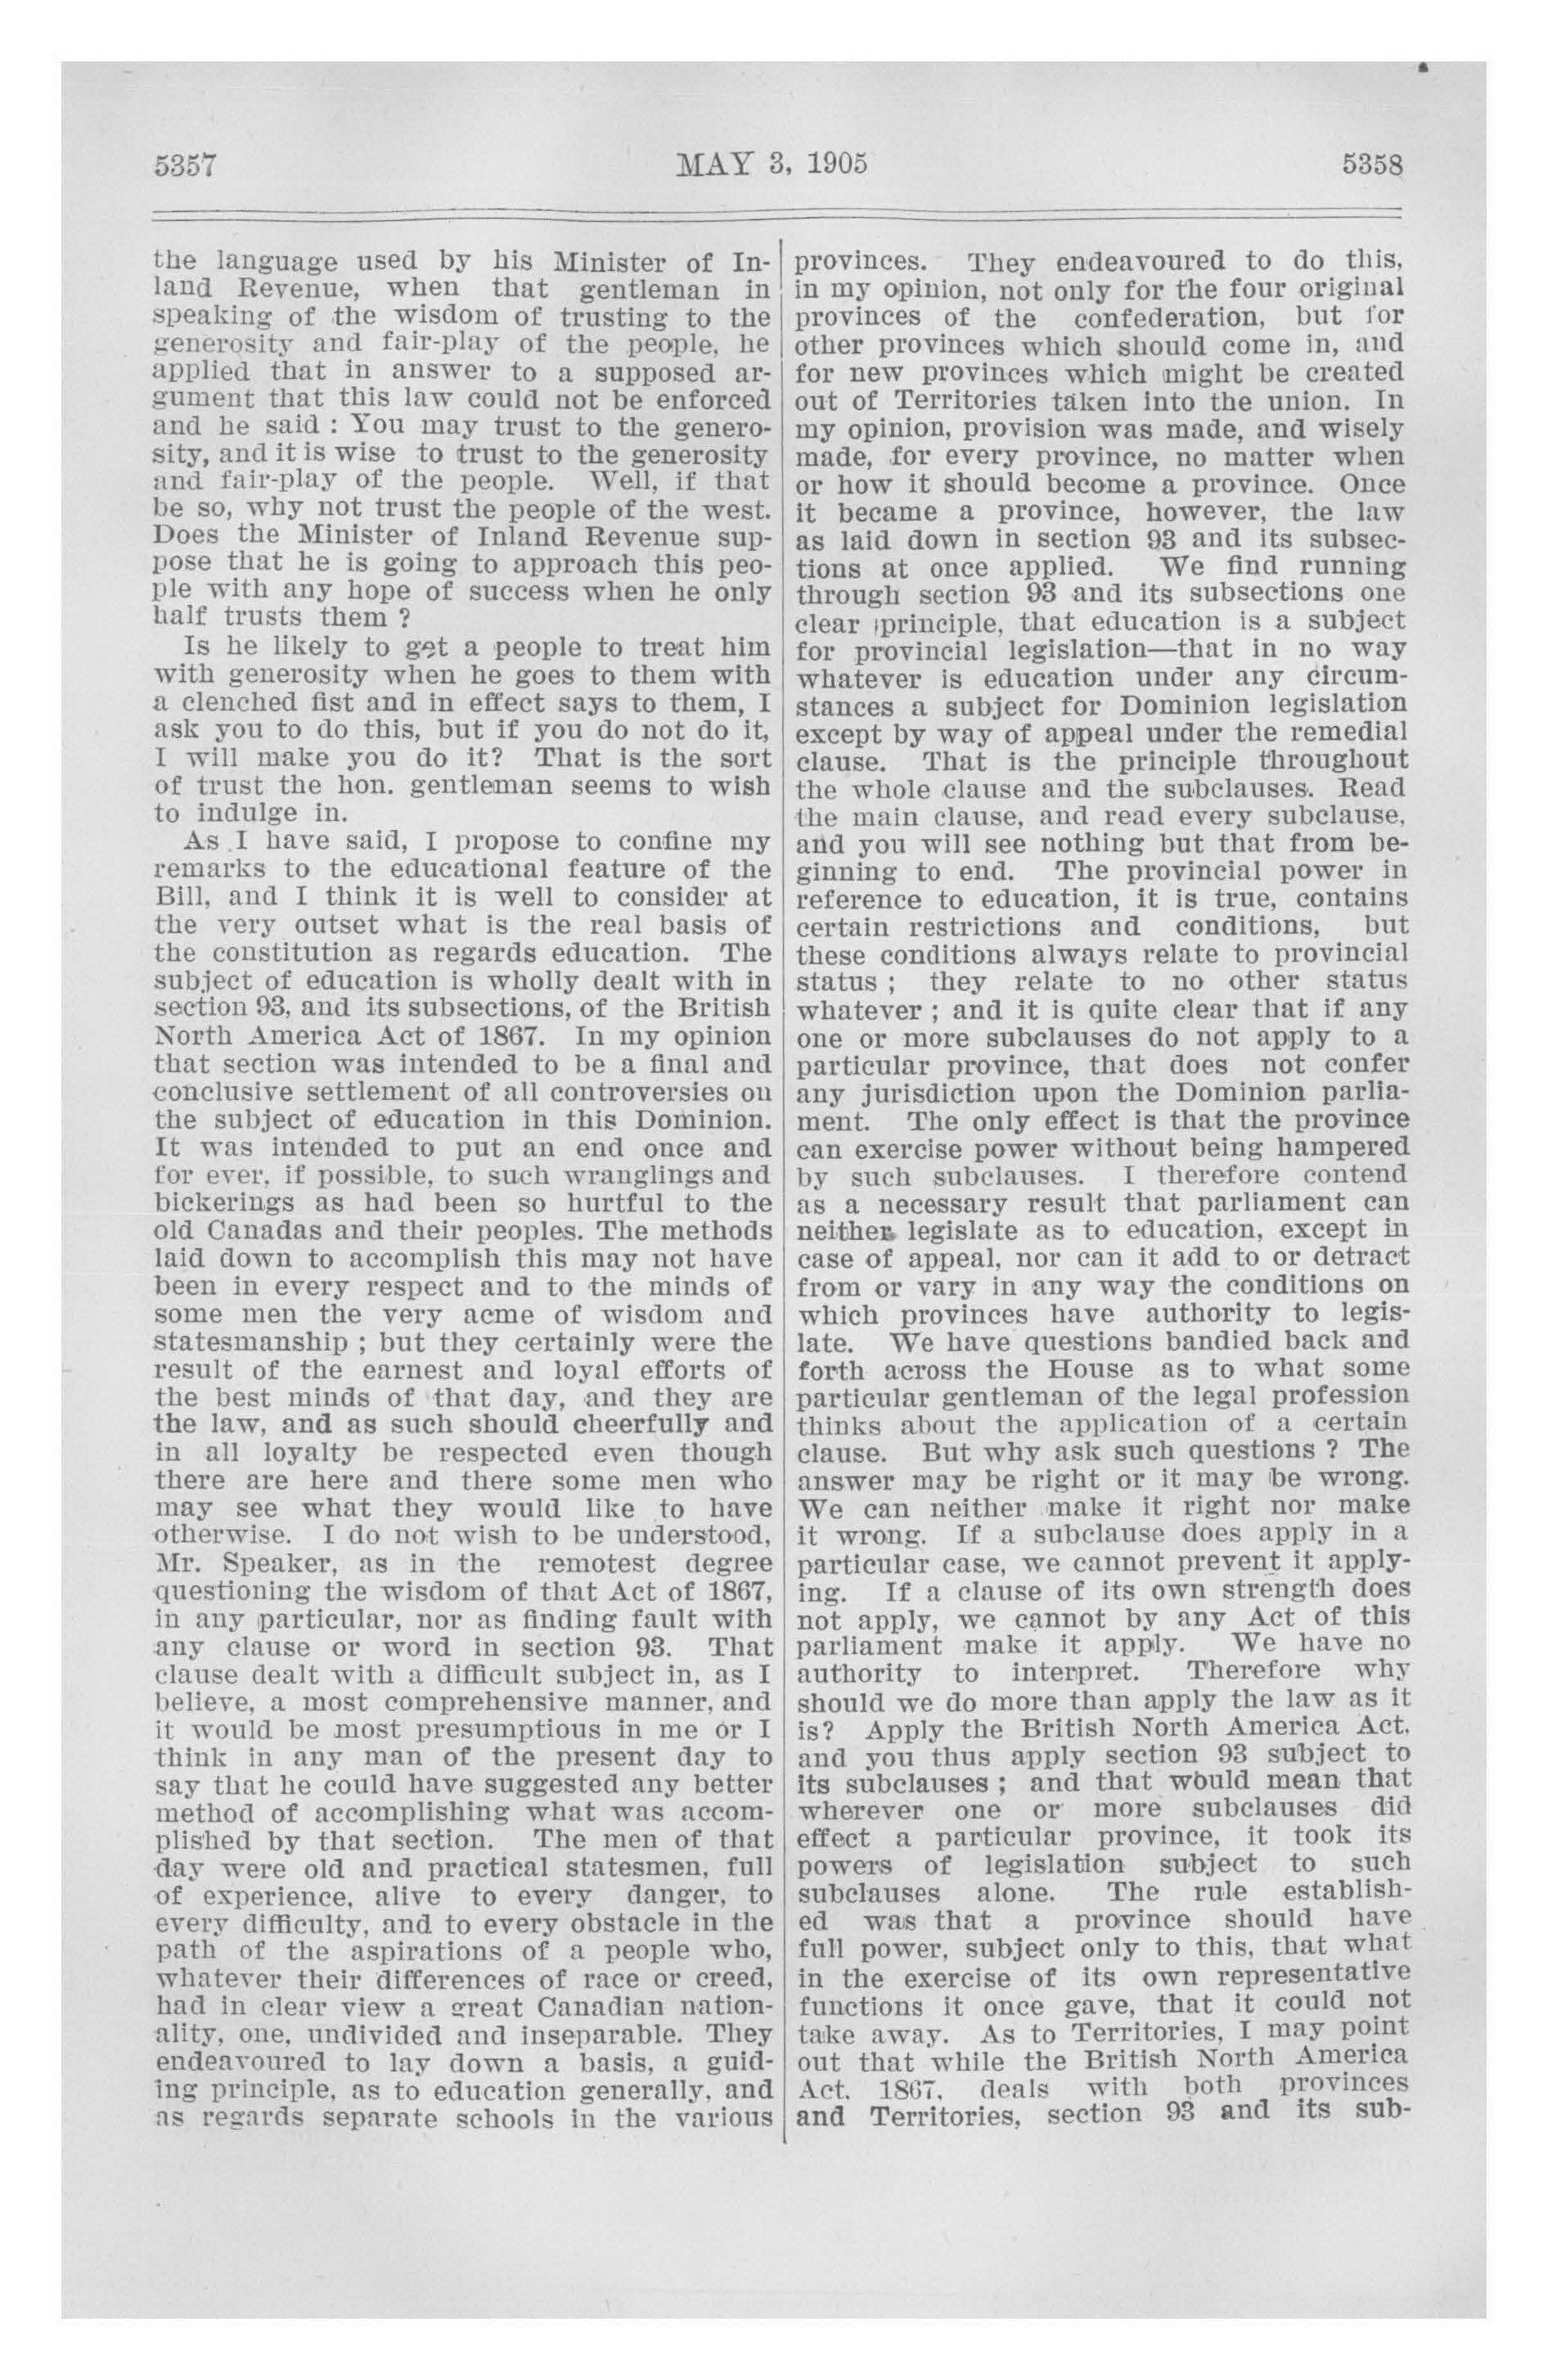 5357
MAY 3, 1905
5358
the language used by his Minister of In-
land Revenue, when that gentleman in
speaking of the wisdom of trusting to the
generosity and fair-play of the people, he
applied that in answer to a supposed ar-
gument that this law could not be enforced
and he said : You may trust to the genero-
sity, and it is wise to trust to the generosity
and fair-play of the people. Well, if that
be so, why not trust the people of the west.
Does the Minister of Inland Revenue sup-
pose that he is going to approach this peo-
ple with any hope of success when he only
half trusts them ?
Is he likely to get a people to treat him
with generosity when he goes to them with
a clenched fist and in effect says to them, I
ask you to do this, but if you do not do it,
I will make you do it? That is the sort
of trust the hon. gentleman seems to wish
to indulge in.
As I have said, I propose to confine my
remarks to the educational feature of the
Bill, and I think it is well to consider at
the very outset what is the real basis of
the constitution as regards education. The
subject of education is wholly dealt with in
section 93, and its subsections, of the British
North America Act of 1867. In my opinion
that section was intended to be a final and
conclusive settlement of all controversies on
the subject of education in this Dominion.
It was intended to put an end once and
for ever, if possible, to such wranglings and
bickerings as had been so hurtful to the
old Canadas and their peoples. The methods
laid down to accomplish this may not have
been in every respect and to the minds of
some men the very acme of wisdom and
statesmanship ; but they certainly were the
result of the earnest and loyal efforts of
the best minds of that day, and they are
the law, and as such should cheerfully and
in all loyalty be respected even though
there are here and there some men who
may see what they would like to have
otherwise. I do not wish to be understood,
Mr. Speaker, as in the remotest degree
questioning the wisdom of that Act of 1867,
in any particular, nor as finding fault with
any clause or word in section 93. That
clause dealt with a difficult subject in, as I
believe, a most comprehensive manner, and
it would be most presumptious in me or I
think in any man of the present day to
say that he could have suggested any better
method of accomplishing what was accom-
plished by that section. The men of that
day were old and practical statesmen, full
of experience, alive to every danger, to
every difficulty, and to every obstacle in the
path of the aspirations of a people who,
whatever their differences of race or creed,
had in clear view a great Canadian nation-
ality, one, undivided and inseparable. They
endeavoured to lay down a basis, a guid-
ing principle, as to education generally, and
as regards separate schools in the various
provinces. They endeavoured to do this,
in my opinion, not only for the four original
provinces of the confederation, but for
other provinces which should come in, and
for new provinces which might be created
out of Territories taken into the union. In
my opinion, provision was made, and wisely
made, for every province, no matter when
or how it should become a province. Once
it became a province, however, the law
as laid down in section 93 and its subsec-
tions at once applied. We find running
through section 93 and its subsections one
clear principle, that education is a subject
for provincial legislation—that in no way
whatever is education under any circum-
stances a subject for Dominion legislation
except by way of appeal under the remedial
clause. That is the principle throughout
the whole clause and the subclauses. Read
the main clause, and read every subclause,
and you will see nothing but that from be-
ginning to end. The provincial power in
reference to education, it is true, contains
certain restrictions and conditions, but
these conditions always relate to provincial
status ; they relate to no other status
whatever ; and it is quite clear that if any
one or more subclauses do not apply to a
particular province, that does not confer
any jurisdiction upon the Dominion parlia-
ment. The only effect is that the province
can exercise power without being hampered
by such subclauses. I therefore contend
as a necessary result that parliament can
neither legislate as to education, except in
case of appeal, nor can it add to or detract
from or vary in any way the conditions on
which provinces have authority to legis-
late. We have questions bandied back and
forth across the House as to what some
particular gentleman of the legal profession
thinks about the application of a certain
clause. But why ask such questions ? The
answer may be right or it may be wrong.
We can neither make it right nor make
it wrong. If a subclause does apply in a
particular case, we cannot prevent it apply-
ing. If a clause of its own strength does
not apply, we cannot by any Act of this
parliament make it apply. We have no
authority to interpret. Therefore why
should we do more than apply the law as it
is? Apply the British North America Act,
and you thus apply section 93 subject to
its subclauses ; and that would mean that
wherever one or more subclauses did
effect a particular province, it took its
powers of legislation subject to such
subclauses alone. The rule establish-
ed was that a province should have
full power, subject only to this, that what
in the exercise of its own representative
functions it once gave, that it could not
take away. As to Territories, I may point
out that while the British North America
Act, 1867, deals with both provinces
and Territories, section 93 and its sub-